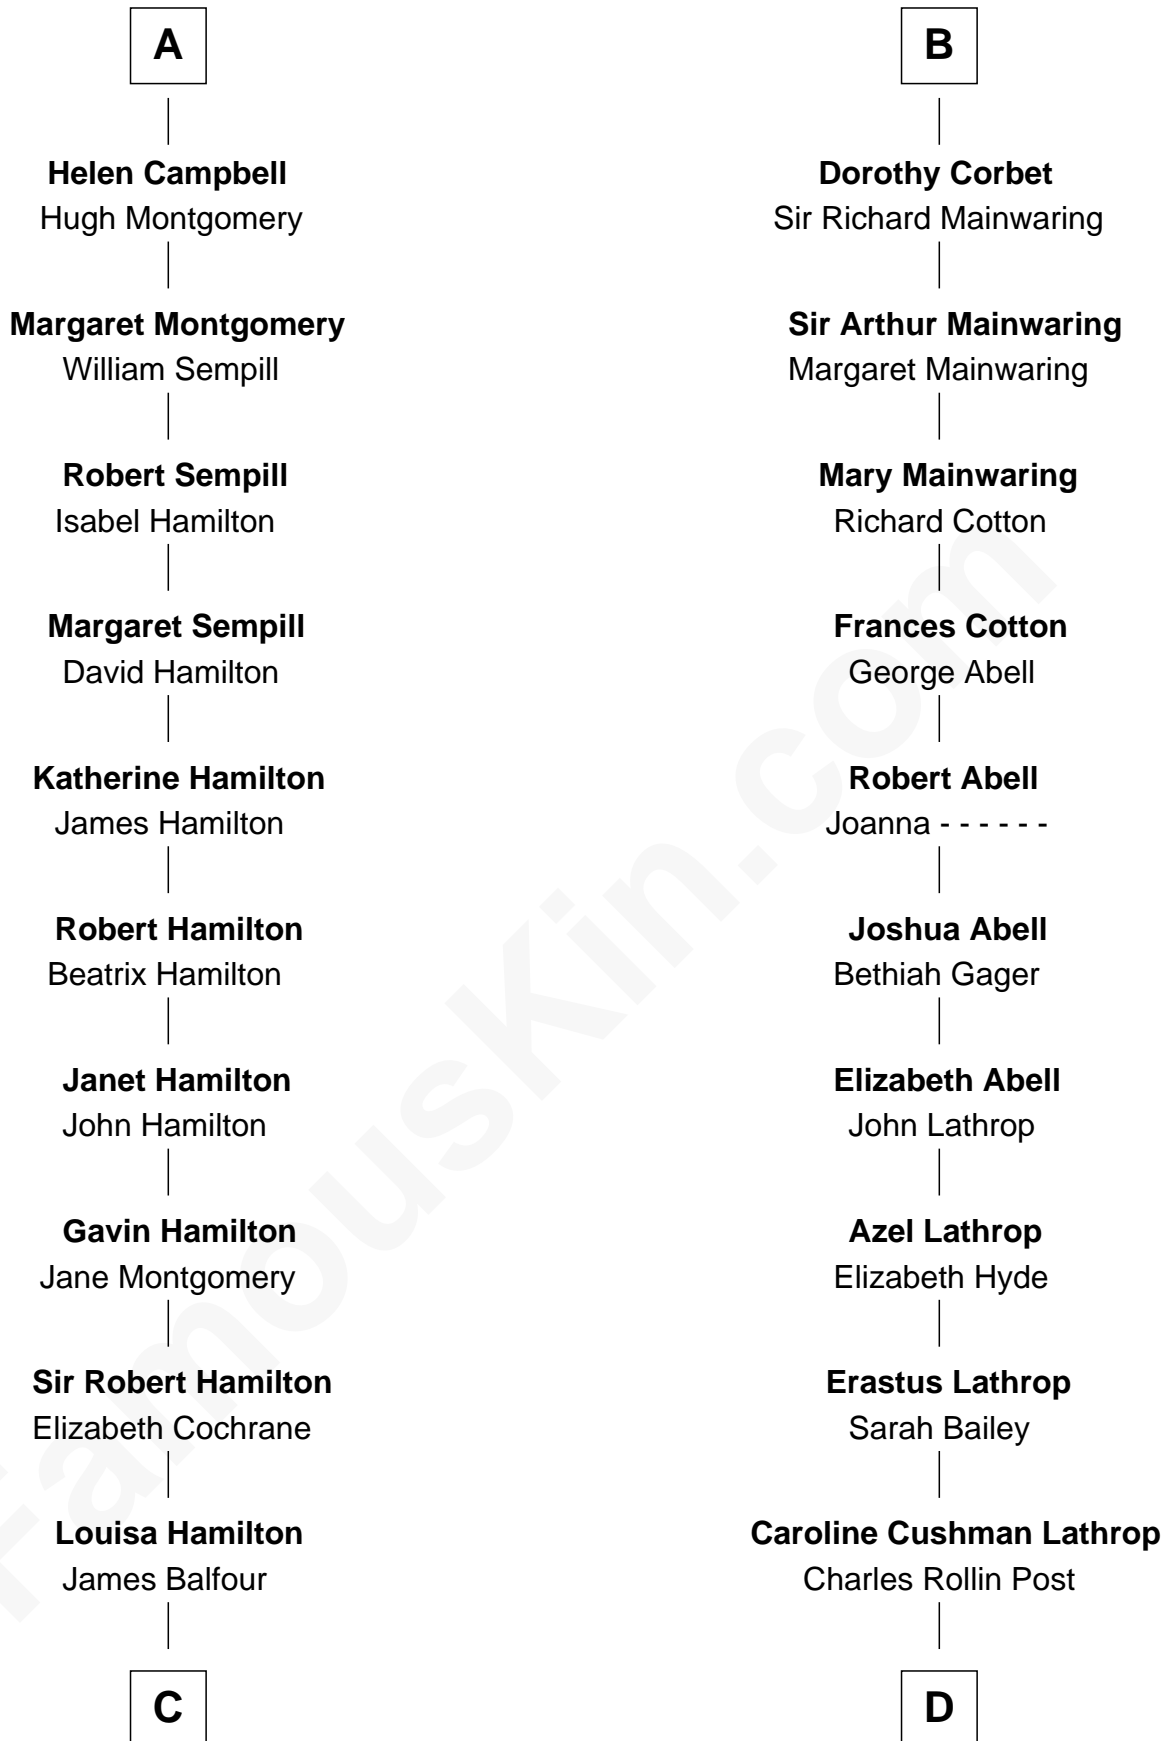 A
Helen Campbell
Hugh Montgomery
Margaret Montgomery
William Sempill
Robert Sempill
Isabel Hamilton
Margaret Sempill
David Hamilton
Katherine Hamilton
James Hamilton
Robert Hamilton
Beatrix Hamilton
Janet Hamilton
John Hamilton
Gavin Hamilton
Jane Montgomery
Sir Robert Hamilton
Elizabeth Cochrane
Louisa Hamilton
James Balfour
C
B
Dorothy Corbet
Sir Richard Mainwaring
Sir Arthur Mainwaring
Margaret Mainwaring
Mary Mainwaring
Richard Cotton
Frances Cotton
George Abell
Robert Abell
Joanna - - - - - -
Joshua Abell
Bethiah Gager
Elizabeth Abell
John Lathrop
Azel Lathrop
Elizabeth Hyde
Erastus Lathrop
Sarah Bailey
Caroline Cushman Lathrop
Charles Rollin Post
D
FamousKin.com